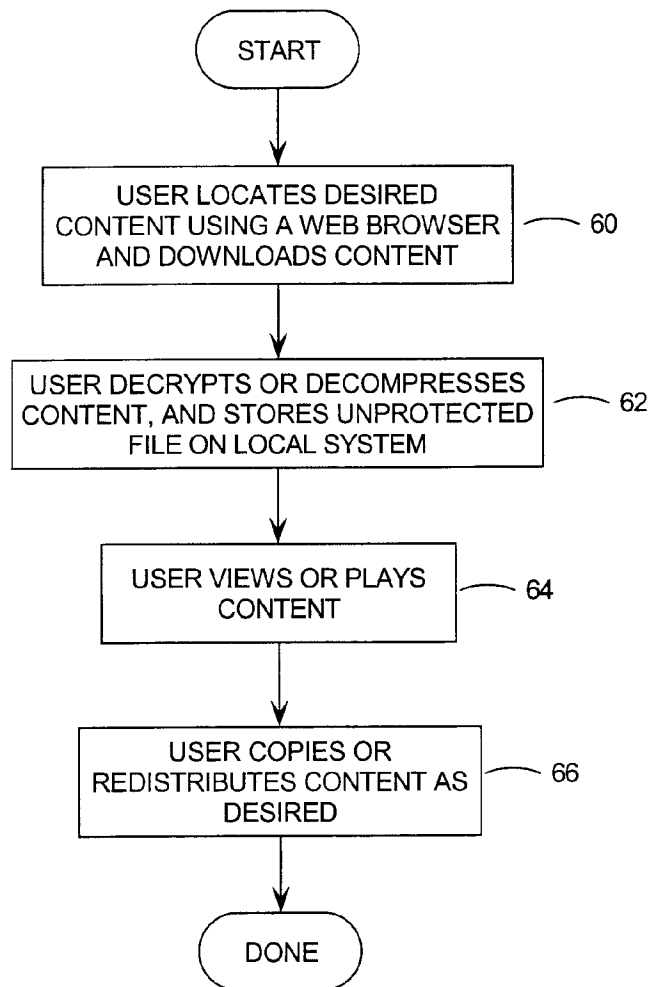 START
USER LOCATES DESIRED
CONTENT USING A WEB BROWSER
AND DOWNLOADS CONTENT
60
USER DECRYPTS OR DECOMPRESSES
CONTENT, AND STORES UNPROTECTED
FILE ON LOCAL SYSTEM
62
USER VIEWS OR PLAYS
CONTENT
64
USER COPIES OR
REDISTRIBUTES CONTENT AS
DESIRED
66
DONE